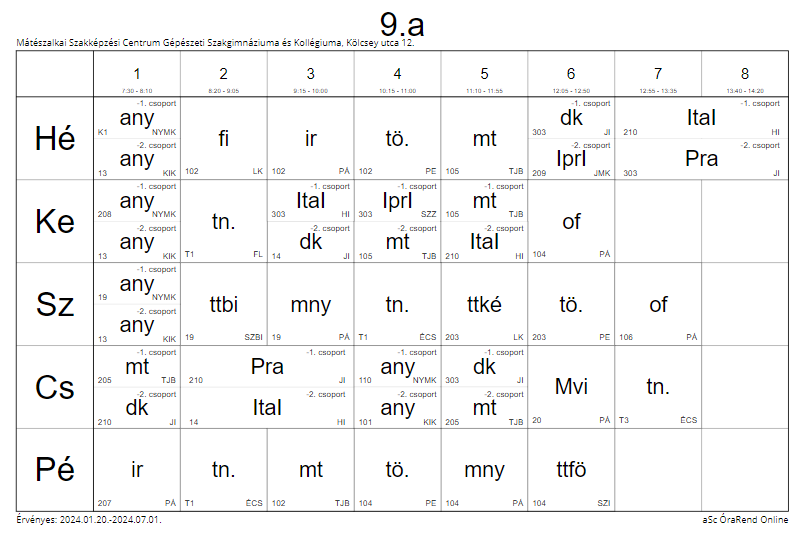 9.a
Mátészalkai Szakképzési Centrum Gépészeti Szakgimnáziuma és Kollégiuma, Kölcsey utca 12.
1 2 3 4 5 6 7 8
7:30 - 8:10 8:20 - 9:05 9:15 - 10:00 10:15 - 11:00 11:10 - 11:55 12:05 - 12:50 12:55 - 13:35 13:40 - 14:20
Hé
-1. csoport
any
K1 NYMK
-2. csoport
any
13 KIK
fi
102 LK
ir
102 PÁ
tö.
102 PE
mt
105 TJB
-1. csoport
dk
303 JI
-2. csoport
IprI
209 JMK
-1. csoport
ItaI
210 HI
-2. csoport
Pra
303 JI
Ke
-1. csoport
any
208 NYMK
-2. csoport
any
13 KIK
tn.
T1 FL
-1. csoport
ItaI
303 HI
-2. csoport
dk
14 JI
-1. csoport
IprI
303 SZZ
-2. csoport
mt
105 TJB
-1. csoport
mt
105 TJB
-2. csoport
ItaI
210 HI
of
104 PÁ
Sz
-1. csoport
any
19 NYMK
-2. csoport
any
13 KIK
ttbi
19 SZBI
mny
19 PÁ
tn.
T1 ÉCS
ttké
203 LK
tö.
203 PE
of
106 PÁ
Cs
-1. csoport
mt
205 TJB
-2. csoport
dk
210 JI
-1. csoport
Pra
210 JI
-2. csoport
ItaI
14 HI
-1. csoport
any
110 NYMK
-2. csoport
any
101 KIK
-1. csoport
dk
303 JI
-2. csoport
mt
205 TJB
Mvi
20 PÁ
tn.
T3 ÉCS
Pé
ir
207 PÁ
tn.
T1 ÉCS
mt
102 TJB
tö.
104 PE
mny
104 PÁ
ttfö
104 SZI
Érvényes: 2024.01.20.-2024.07.01.
aSc ÓraRend Online